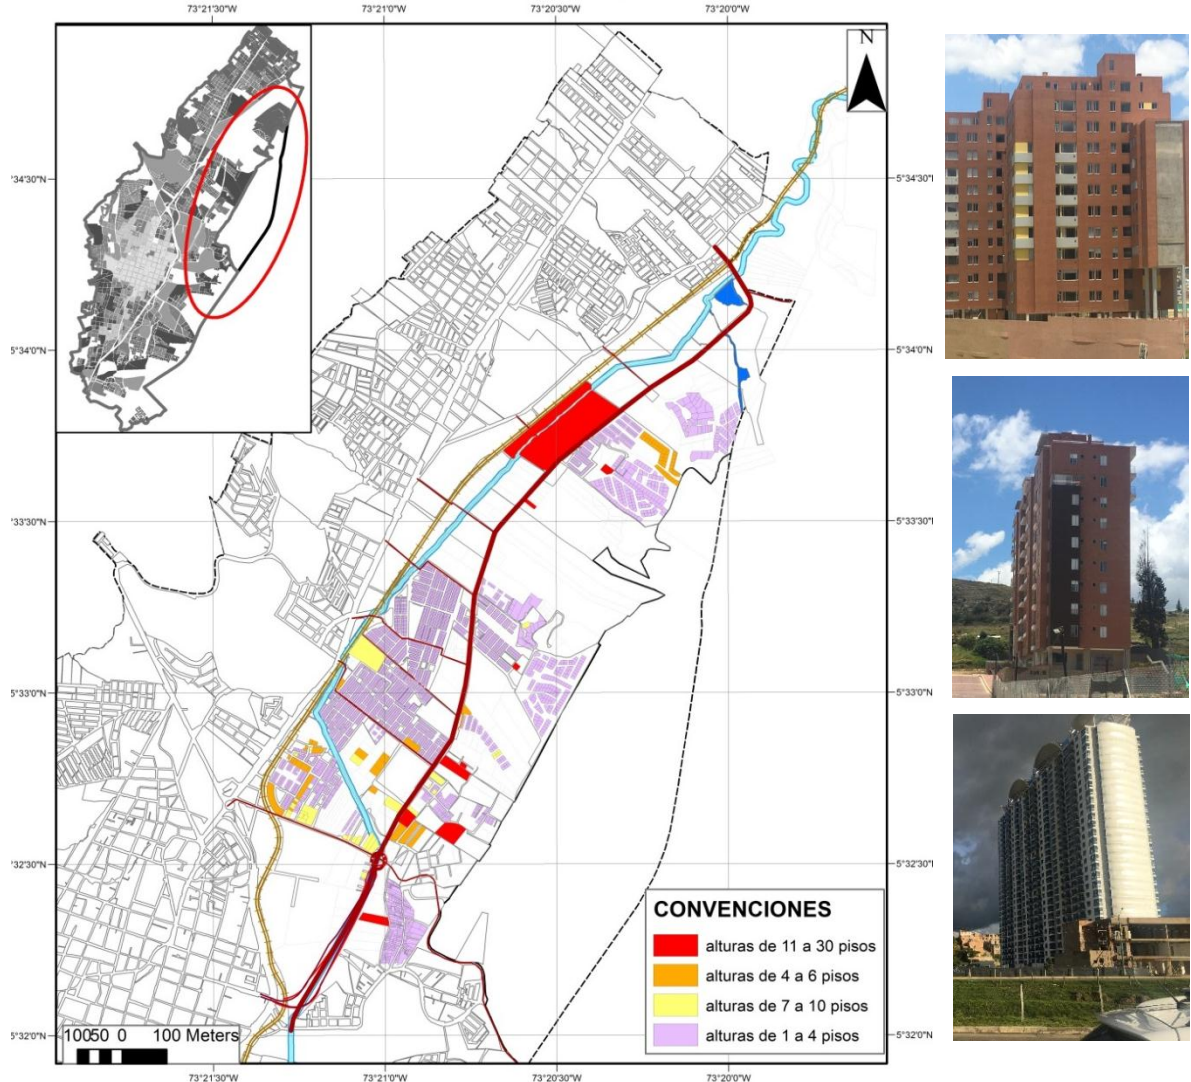 73°21'30"W 73°21'0"W 73°20'30"W 73°20'0"W
N
34'30"N 5°34'30"N
5°34'0"N 5°34'0"N
33'30"N 5°33'30"N
5°33'0"N 5°33'0"N
32'30"N 5°32'30"N
5°32'0"N 5°32'0"N
CONVENCIONES
alturas de 11 a 30 pisos
alturas de 4 a 6 pisos
alturas de 7 a 10 pisos
alturas de 1 a 4 pisos
10050 0 100 Meters
73°21'30"W 73°21'0"W 73°20'30"W 73°20'0"W